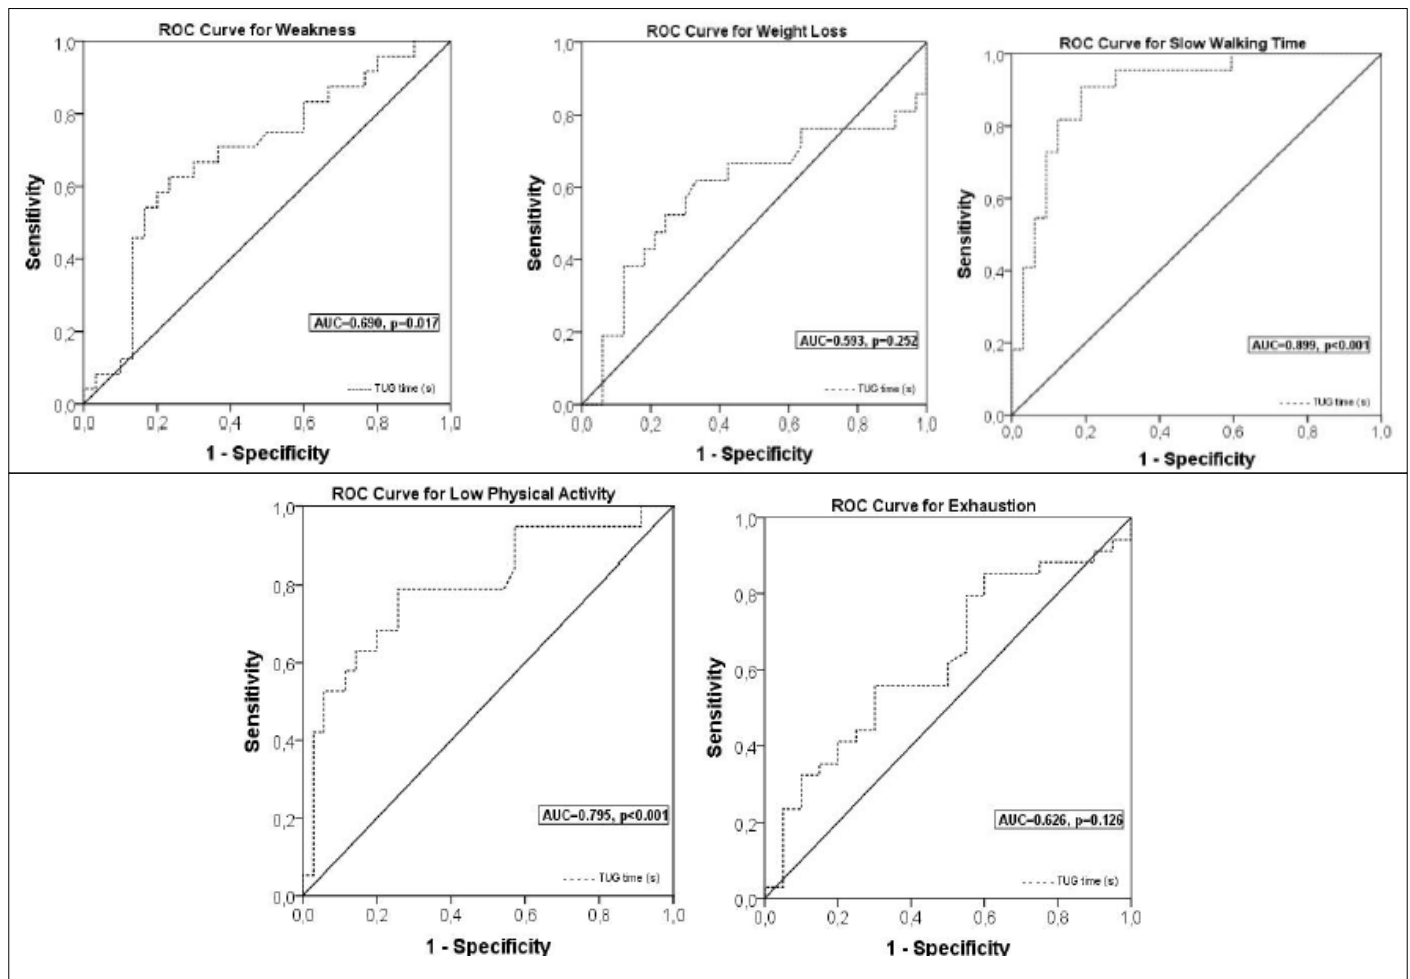 ROC Curve for Weakness
1,0
0,8
0,6
0,4
0,2
0,0
Sensitivity
AUC=0.690, p=0.017
TUG time (s)
0,0 0,2 0,4 0,6 0,8 1,0
1 - Specificity
ROC Curve for Weight Loss
1,0
0,8
0,6
0,4
0,2
0,0
Sensitivity
AUC=0.593, p=0.252
TUG time (s)
0,0 0,2 0,4 0,6 0,8 1,0
1 - Specificity
ROC Curve for Slow Walking Time
1,0
0,8
0,6
0,4
0,2
0,0
Sensitivity
AUC=0.899, p<0.001
TUG time (s)
0,0 0,2 0,4 0,6 0,8 1,0
1 - Specificity
ROC Curve for Low Physical Activity
1,0
0,8
0,6
0,4
0,2
0,0
Sensitivity
AUC=0.795, p<0.001
TUG time (s)
0,0 0,2 0,4 0,6 0,8 1,0
1 - Specificity
ROC Curve for Exhaustion
1,0
0,8
0,6
0,4
0,2
0,0
Sensitivity
AUC=0.626, p=0.126
TUG time (s)
0,0 0,2 0,4 0,6 0,8 1,0
1 - Specificity